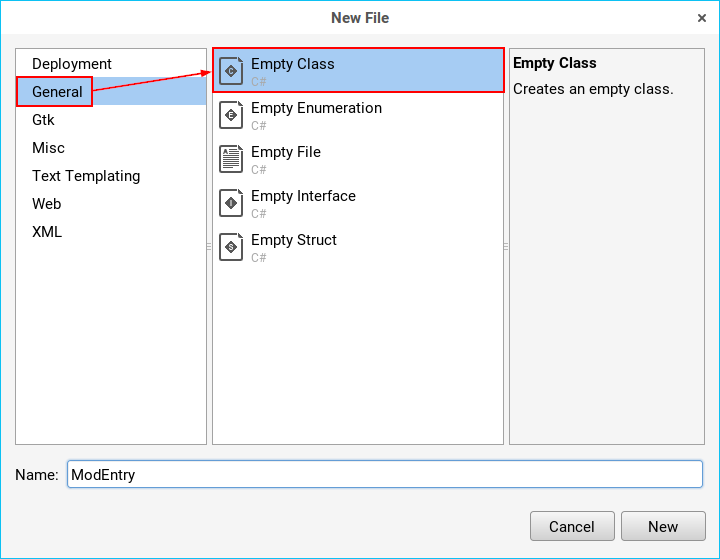 New File
×
Deployment
General
Gtk
Misc
Text Templating
Web
XML
Empty Class
C#
Empty Enumeration
C#
Empty File
C#
Empty Interface
C#
Empty Struct
C#
Empty Class
Creates an empty class.
Name: ModEntry
Cancel New